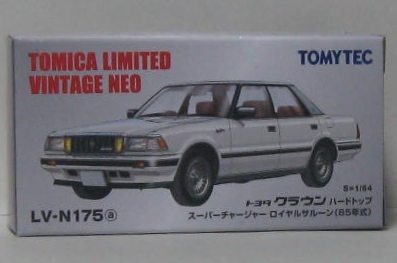 TOMICA LIMITED
VINTAGE NEO
TOMYTEC
S=1/64
トヨタ クラウン ハードトップ
スーパーチャージャー ロイヤルサルーン(85年式)
LV-N175ⓐ